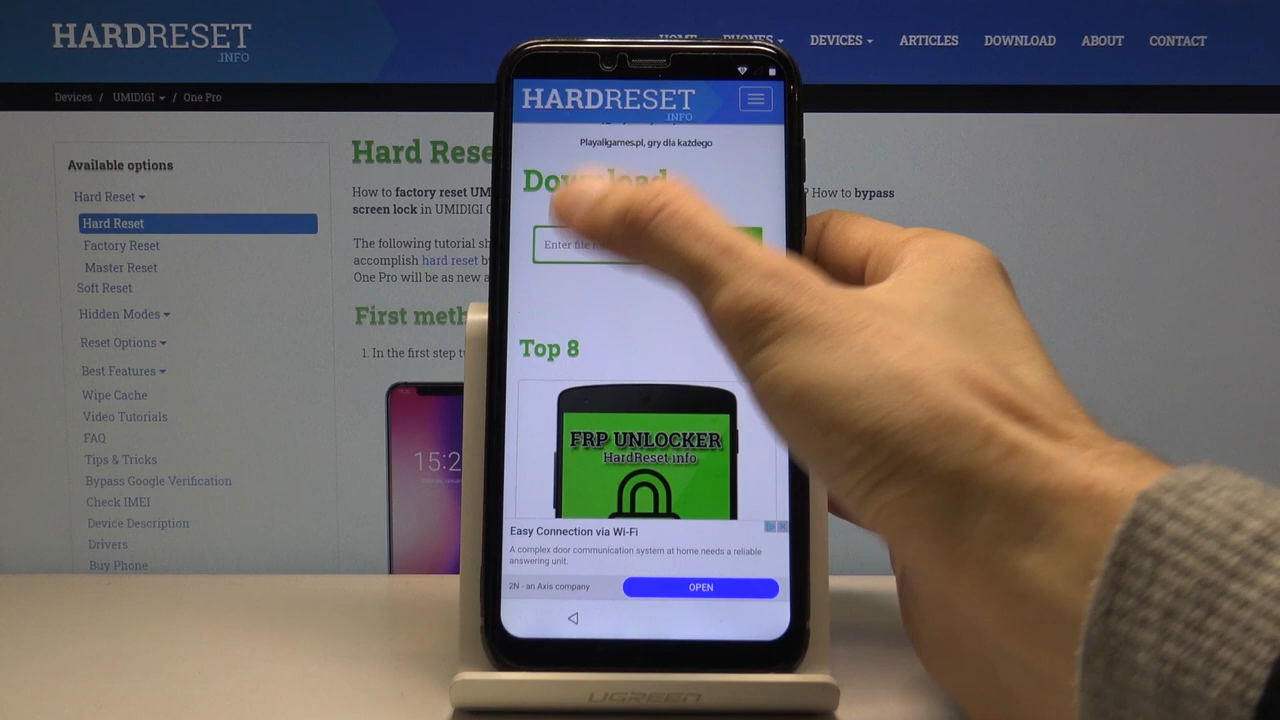 HARDRESET
.INFO
HOME
PHONES
DEVICES
ARTICLES
DOWNLOAD
ABOUT
CONTACT
Devices / UMIDIGI / One Pro
Available options
Hard Reset
Hard Reset
Factory Reset
Master Reset
Soft Reset
Hidden Modes
Reset Options
Best Features
Wipe Cache
Video Tutorials
FAQ
Tips & Tricks
Bypass Google Verification
Check IMEI
Device Description
Drivers
Buy Phone
Hard Rese
How to factory reset UM
? How to bypass
screen lock in UMIDIGI
The following tutorial sh
accomplish hard reset b
One Pro will be as new a
First meth
1. In the first step t
15:2
HARDRESET
.INFO
Playallgames.pl, gry dla każdego
Download
Enter file
Top 8
FRP UNLOCKER
HardReset info
Easy Connection via Wi-Fi
A complex door communication system at home needs a reliable
answering unit.
2N - an Axis company
OPEN
UGREEN